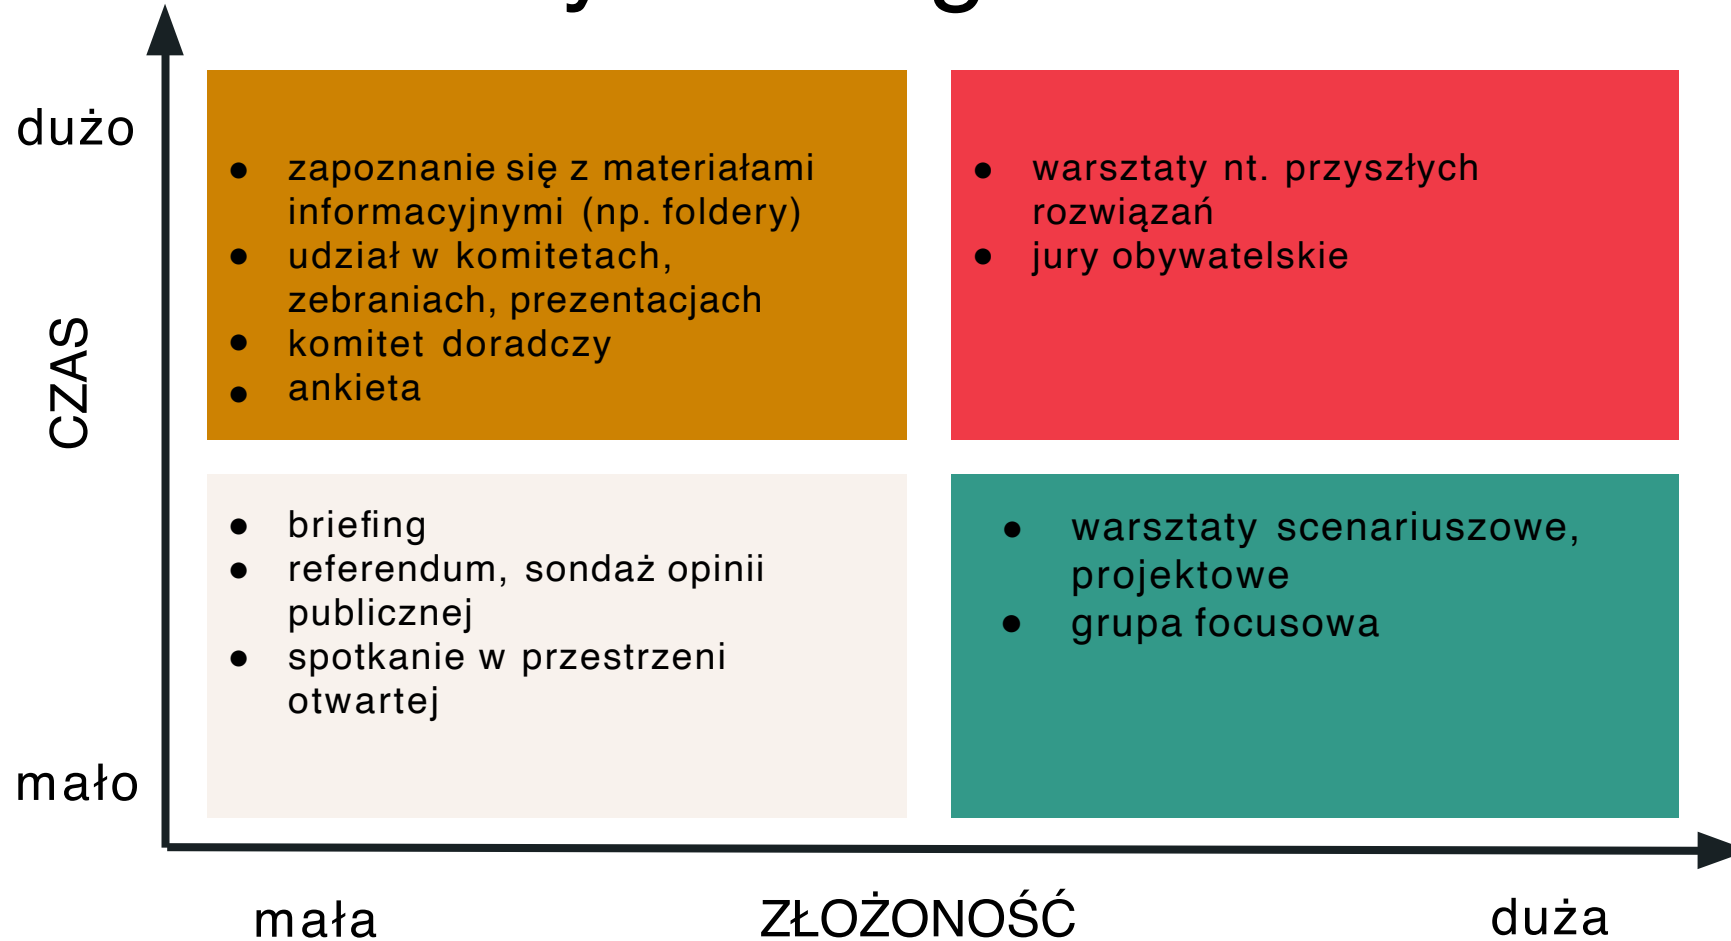 dużo
zapoznanie się z materiałami
informacyjnymi (np. foldery)
udział w komitetach,
zebraniach, prezentacjach
komitet doradczy
ankieta
warsztaty nt. przyszłych
rozwiązań
jury obywatelskie
CZAS
briefing
referendum, sondaż opinii
publicznej
spotkanie w przestrzeni
otwartej
warsztaty scenariuszowe,
projektowe
grupa focusowa
mało
mała
ZŁOŻONOŚĆ
duża